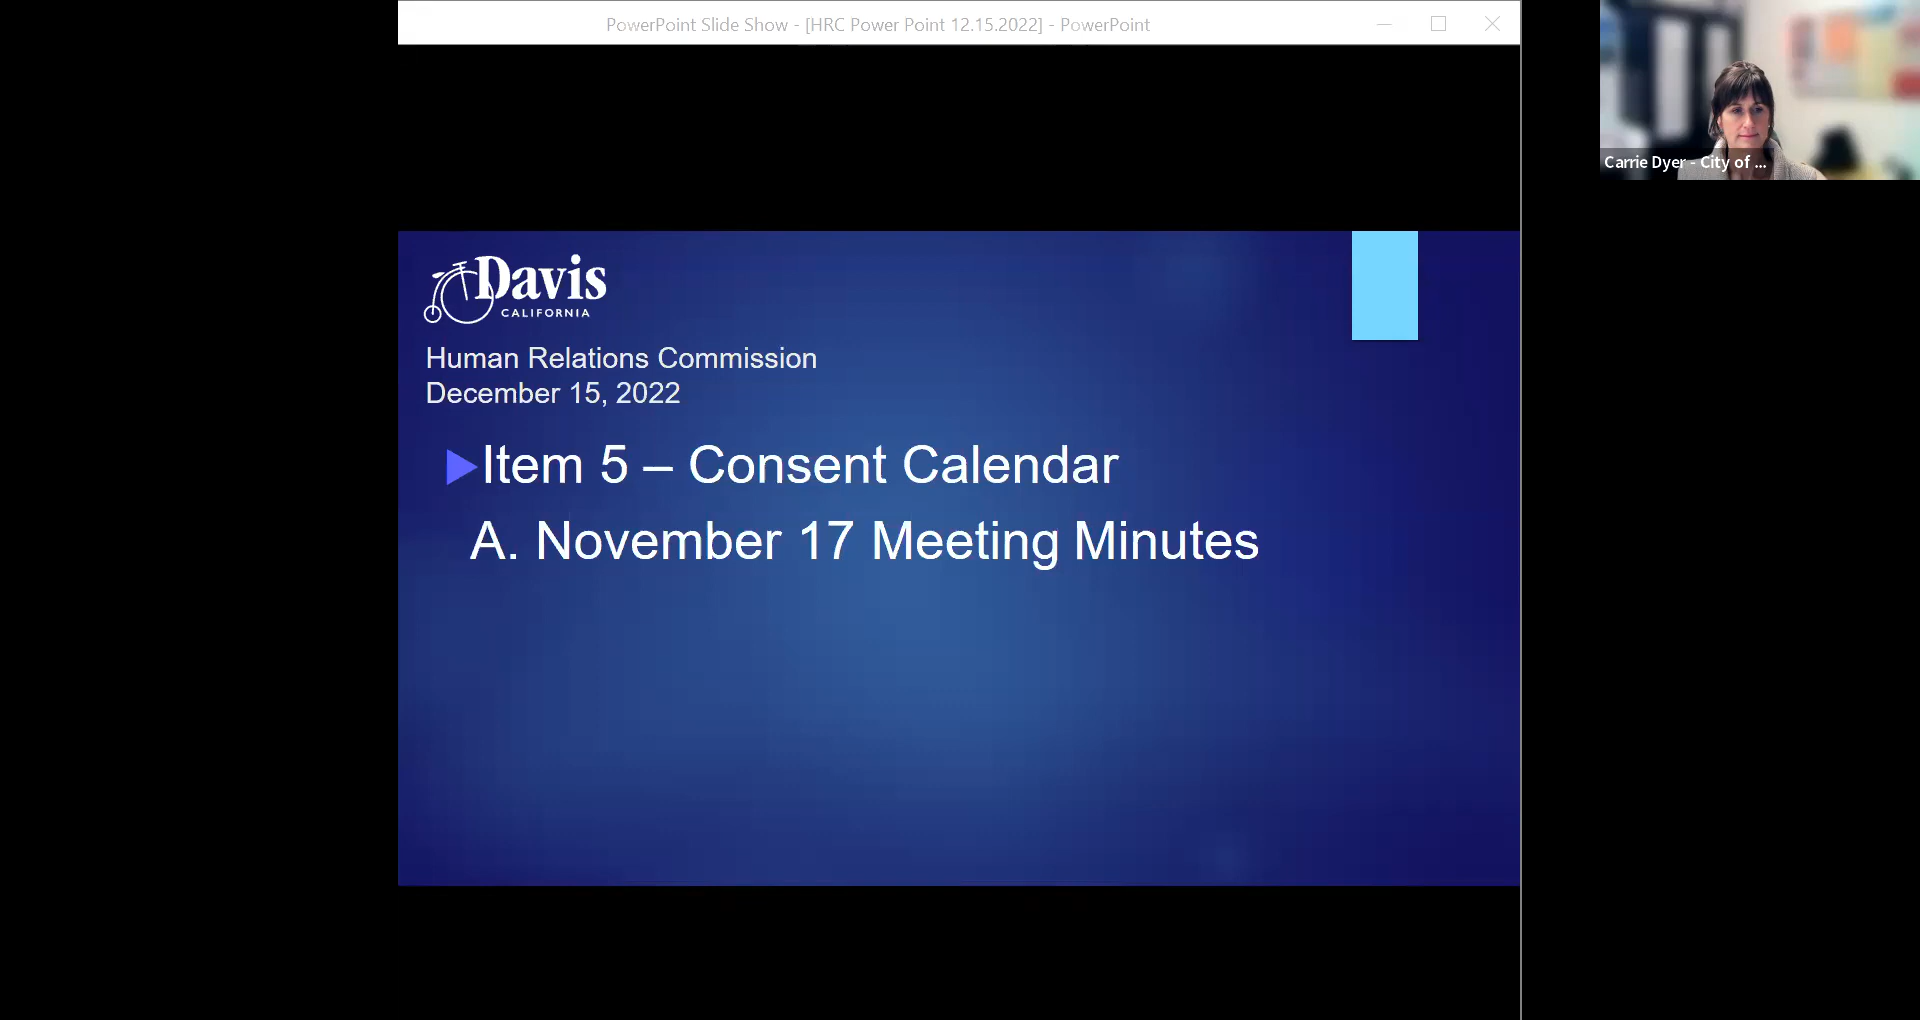 PowerPoint Slide Show - [HRC Power Point 12.15.2022] - PowerPoint
Carrie Dyer - City of ...
Davis
CALIFORNIA
Human Relations Commission
December 15, 2022
Item 5 – Consent Calendar
A. November 17 Meeting Minutes